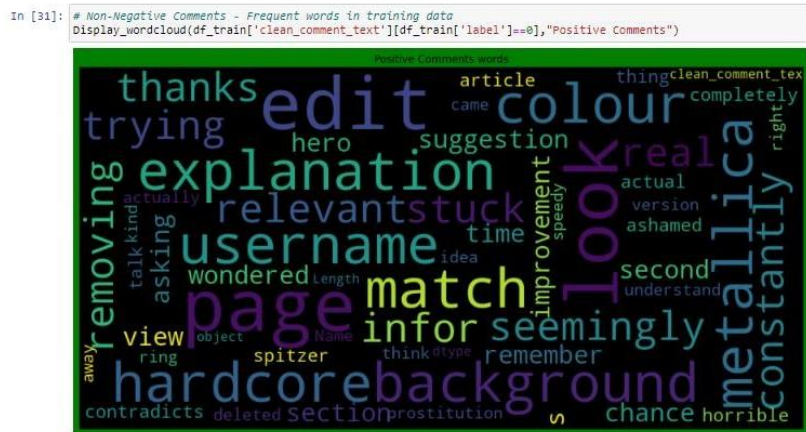 In [31]: # Non-Negative Comments - Frequent words in training data
Display_wordcloud(df_train['clean_comment_text'][df_train['label']==0],"Positive Comments")
Positive Comments words
thanks
edit
article
thing
clean_comment_tex
came
colour
completely
trying
hero
suggestion
right
explanation
look
real
removing
actually
relevant
stuck
improvement
speedy
actual
metallica
constantly
version
talk
kind
asking
username
time
ashamed
idea
wondered
Length
second
understand
page
match
view
object
Name
infor
seemingly
away
ring
spitzer
think
dtype
remember
hardcore
background
contradicts
deleted
section
prostitution
s
chance
horrible